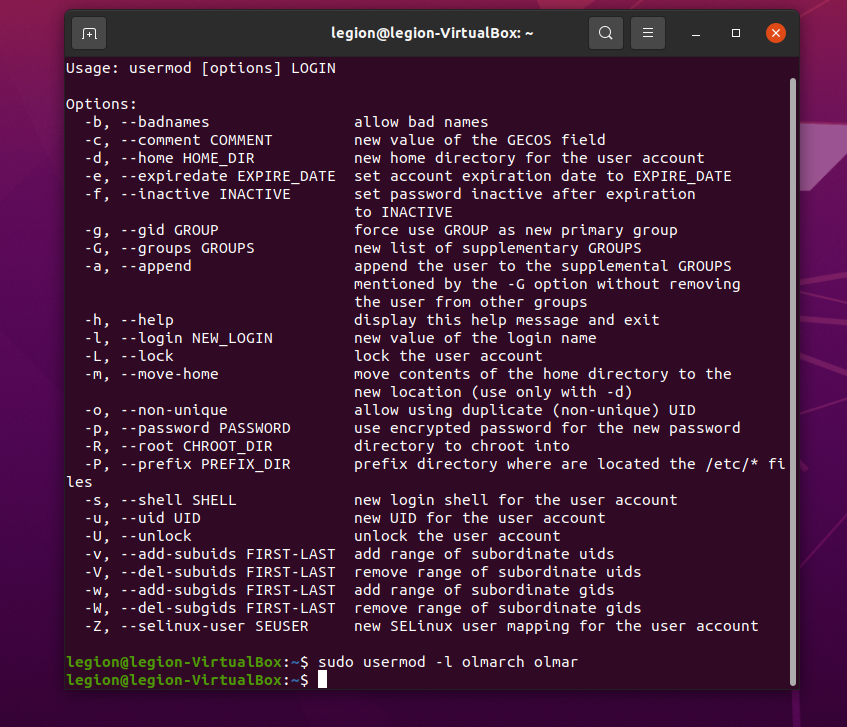 legion@legion-VirtualBox: ~
Usage: usermod [options] LOGIN
Options:
-b, --badnames allow bad names
-c, --comment COMMENT new value of the GECOS field
-d, --home HOME_DIR new home directory for the user account
-e, --expiredate EXPIRE_DATE set account expiration date to EXPIRE_DATE
-f, --inactive INACTIVE set password inactive after expiration
to INACTIVE
-g, --gid GROUP force use GROUP as new primary group
-G, --groups GROUPS new list of supplementary GROUPS
-a, --append append the user to the supplemental GROUPS
mentioned by the -G option without removing
the user from other groups
-h, --help display this help message and exit
-l, --login NEW_LOGIN new value of the login name
-L, --lock lock the user account
-m, --move-home move contents of the home directory to the
new location (use only with -d)
-o, --non-unique allow using duplicate (non-unique) UID
-p, --password PASSWORD use encrypted password for the new password
-R, --root CHROOT_DIR directory to chroot into
-P, --prefix PREFIX_DIR prefix directory where are located the /etc/* fi
les
-s, --shell SHELL new login shell for the user account
-u, --uid UID new UID for the user account
-U, --unlock unlock the user account
-v, --add-subuids FIRST-LAST add range of subordinate uids
-V, --del-subuids FIRST-LAST remove range of subordinate uids
-w, --add-subgids FIRST-LAST add range of subordinate gids
-W, --del-subgids FIRST-LAST remove range of subordinate gids
-Z, --selinux-user SEUSER new SELinux user mapping for the user account
legion@legion-VirtualBox:~$ sudo usermod -l olmarch olmar
legion@legion-VirtualBox:~$